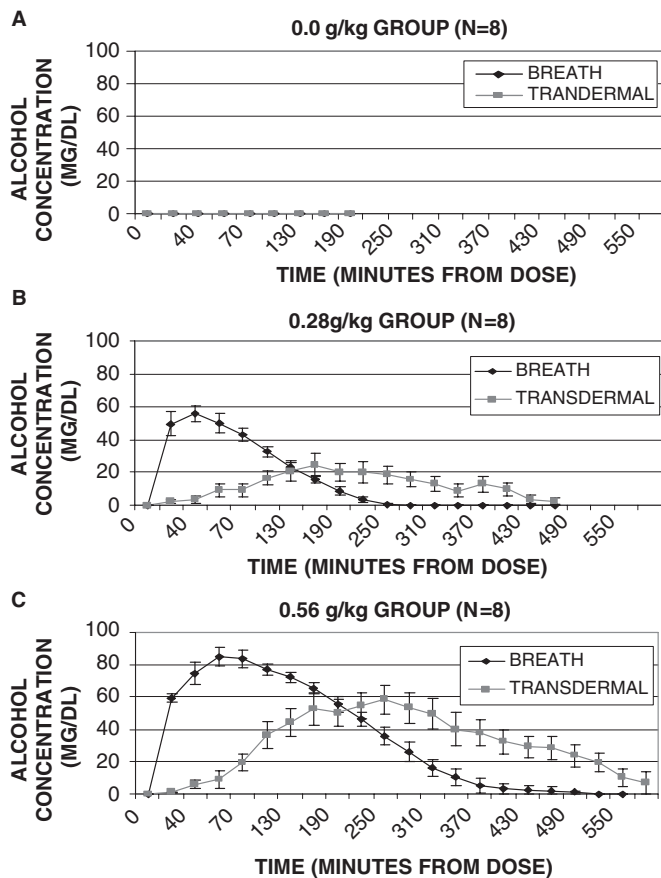 A
0.0 g/kg GROUP (N=8)
100
80
60
40
20
0
ALCOHOL
CONCENTRATION
(MG/DL)
BREATH
TRANDERMAL
0 40 70 130 190 250 310 370 430 490 550
TIME (MINUTES FROM DOSE)
B
0.28g/kg GROUP (N=8)
100
80
60
40
20
0
ALCOHOL
CONCENTRATION
(MG/DL)
BREATH
TRANSDERMAL
0 40 70 130 190 250 310 370 430 490 550
TIME (MINUTES FROM DOSE)
C
0.56 g/kg GROUP (N=8)
100
80
60
40
20
0
ALCOHOL
CONCENTRATION
(MG/DL)
BREATH
TRANSDERMAL
0 40 70 130 190 250 310 370 430 490 550
TIME (MINUTES FROM DOSE)